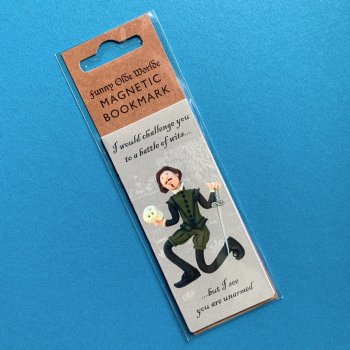 Funny Olde Worlde
MAGNETIC
BOOKMARK
I would challenge you
to a battle of wits...
...but I see
you are unarmed